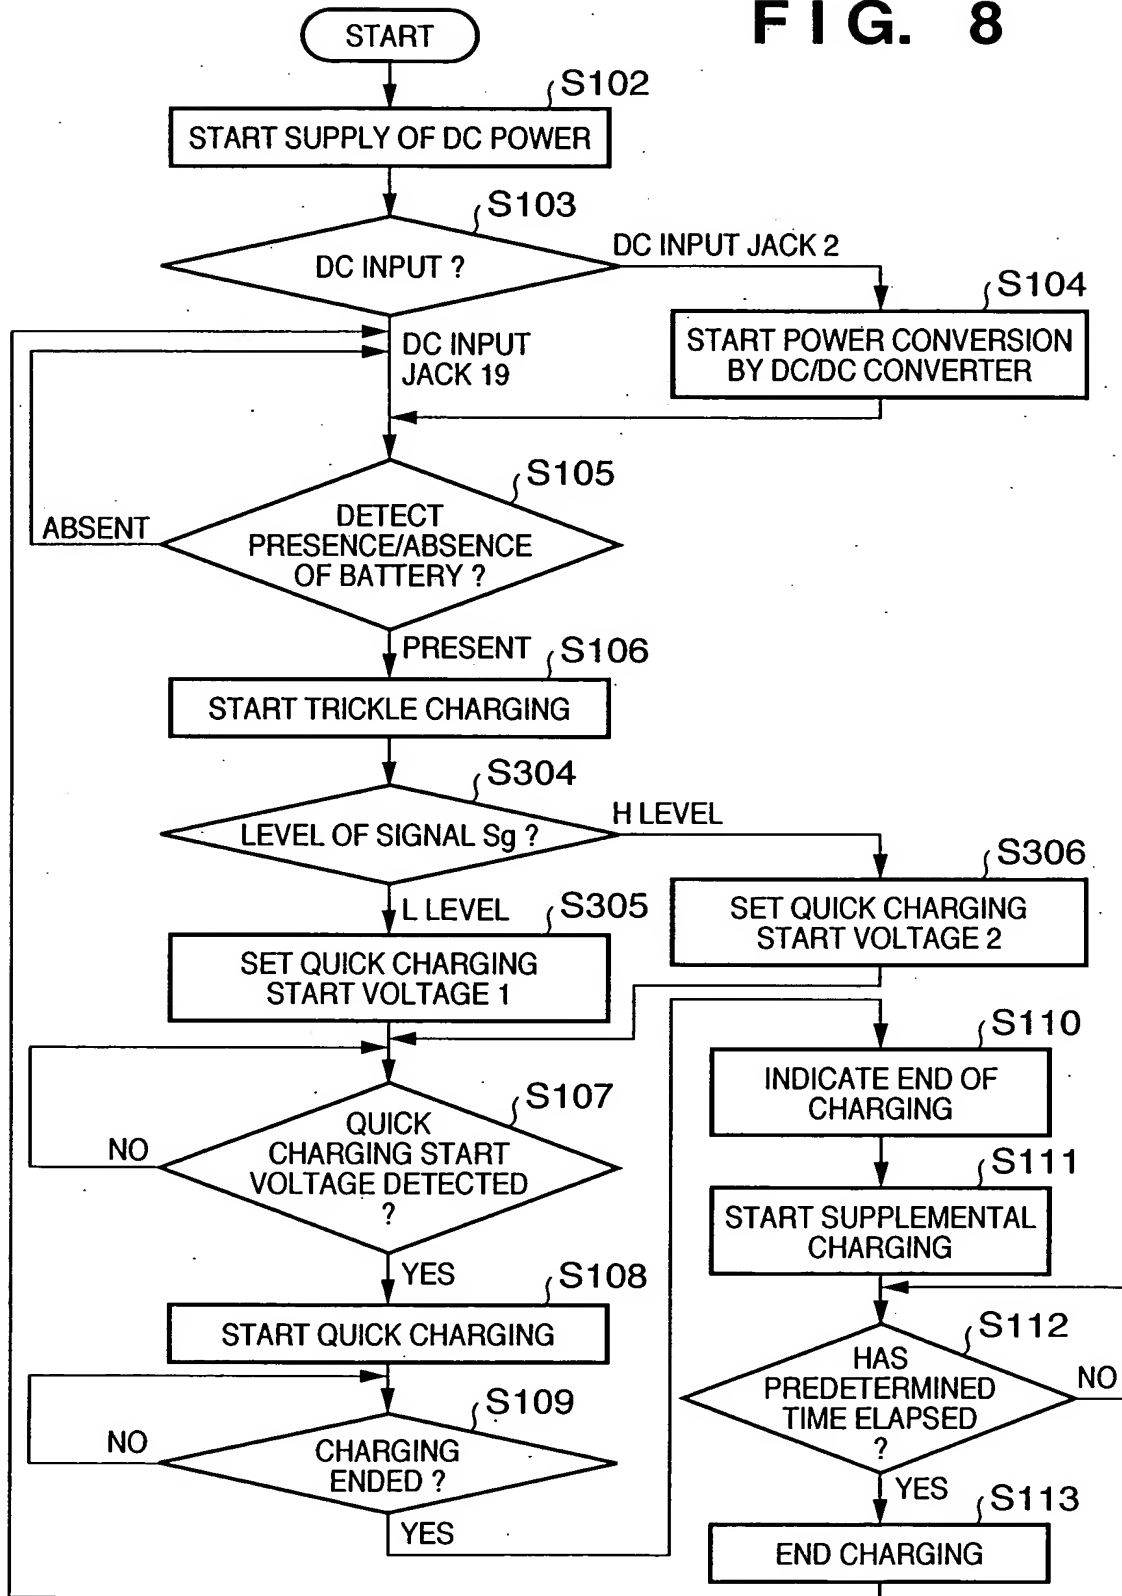 FIG. 8
START
S102
START SUPPLY OF DC POWER
S103
DC INPUT ?
DC INPUT JACK 2
S104
START POWER CONVERSION
BY DC/DC CONVERTER
DC INPUT
JACK 19
S105
DETECT
PRESENCE/ABSENCE
OF BATTERY ?
ABSENT
PRESENT
S106
START TRICKLE CHARGING
S304
LEVEL OF SIGNAL Sg ?
H LEVEL
S306
SET QUICK CHARGING
START VOLTAGE 2
L LEVEL
S305
SET QUICK CHARGING
START VOLTAGE 1
S107
QUICK
CHARGING START
VOLTAGE DETECTED
?
NO
YES
S108
START QUICK CHARGING
S109
CHARGING
ENDED ?
NO
YES
S110
INDICATE END OF
CHARGING
S111
START SUPPLEMENTAL
CHARGING
S112
HAS
PREDETERMINED
TIME ELAPSED
?
NO
YES
S113
END CHARGING